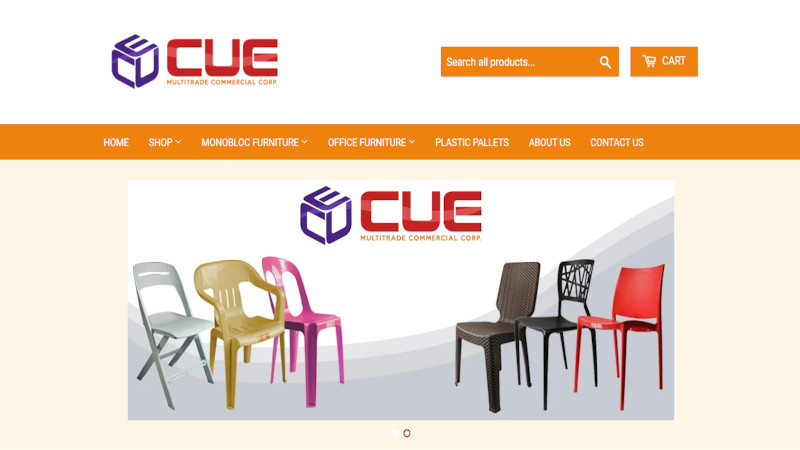 CUE
MULTITRADE COMMERCIAL CORP.
Search all products...
CART
HOME SHOP MONOBLOC FURNITURE OFFICE FURNITURE PLASTIC PALLETS ABOUT US CONTACT US
CUE
MULTITRADE COMMERCIAL CORP.